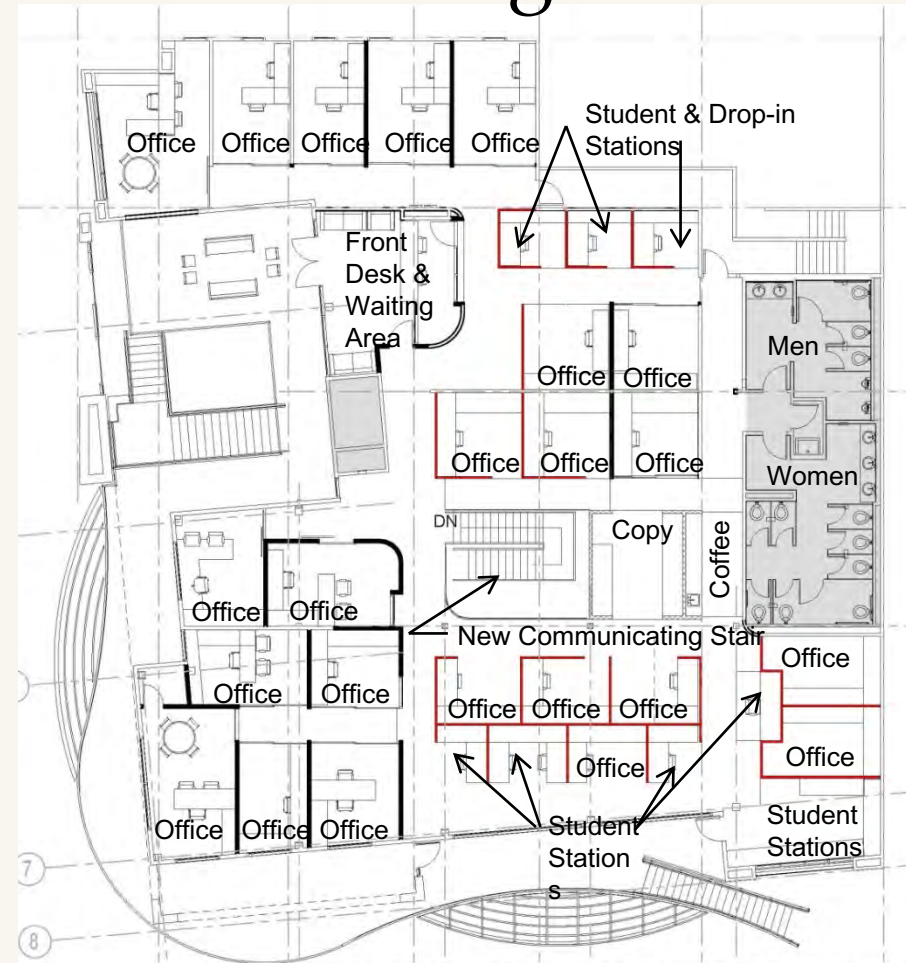 g
Office
Office
Office
Office
Office
Student & Drop-in
Stations
Front
Desk &
Waiting
Area
Men
Office
Office
Office
Office
Office
Women
DN
Copy
Coffee
Office
Office
New Communicating Stair
Office
Office
Office
Office
Office
Office
Office
Office
Office
Office
Office
Student
Station
s
Student
Stations
7
8